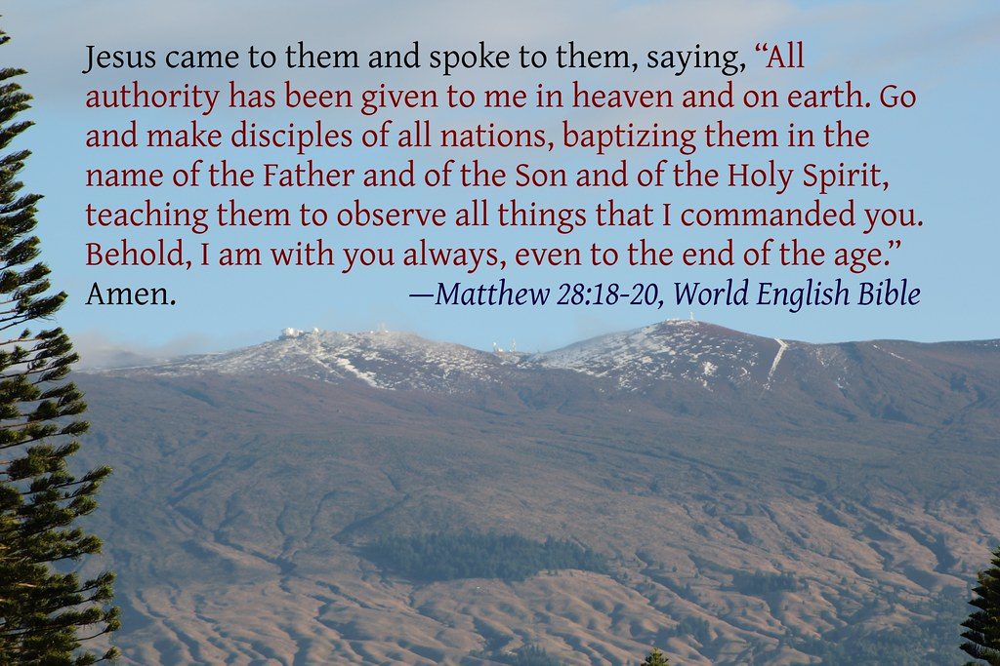 Jesus came to them and spoke to them, saying, “All
authority has been given to me in heaven and on earth. Go
and make disciples of all nations, baptizing them in the
name of the Father and of the Son and of the Holy Spirit,
teaching them to observe all things that I commanded you.
Behold, I am with you always, even to the end of the age.”
Amen. —Matthew 28:18-20, World English Bible